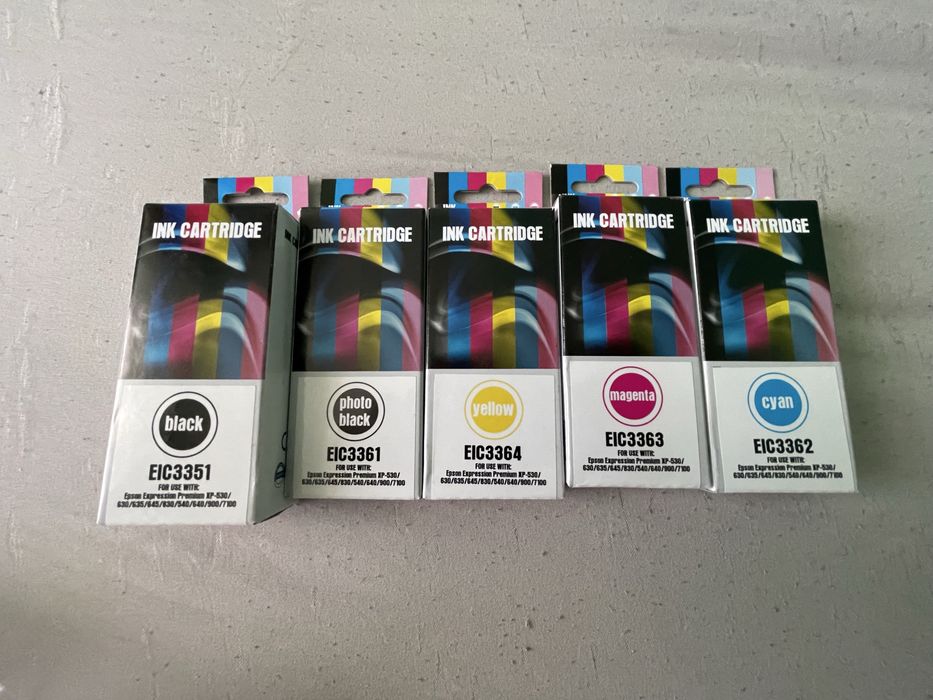 INK CARTRIDGE
black
EIC3351
FOR USE WITH:
Epson Expression Premium XP-530/
630/635/645/830/540/640/900/7100
INK CARTRIDGE
photo
black
EIC3361
FOR USE WITH:
Epson Expression Premium XP-530/
630/635/645/830/540/640/900/7100
INK CARTRIDGE
yellow
EIC3364
FOR USE WITH:
Epson Expression Premium XP-530/
630/635/645/830/540/640/900/7100
INK CARTRIDGE
magenta
EIC3363
FOR USE WITH:
Epson Expression Premium XP-530/
630/635/645/830/540/640/900/7100
INK CARTRIDGE
cyan
EIC3362
FOR USE WITH:
Epson Expression Premium XP-530/
630/635/645/830/540/640/900/7100